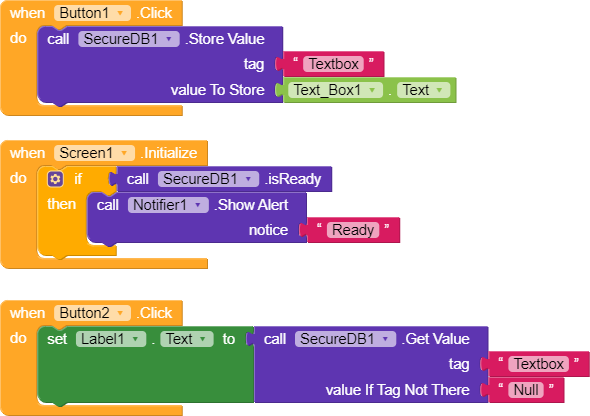 when Button1 .Click
do call SecureDB1 .Store Value
tag “ Textbox ”
value To Store Text_Box1 . Text
when Screen1 .Initialize
do if call SecureDB1 .isReady
then call Notifier1 .Show Alert
notice “ Ready ”
when Button2 .Click
do set Label1 . Text to call SecureDB1 .Get Value
tag “ Textbox ”
value If Tag Not There “ Null ”